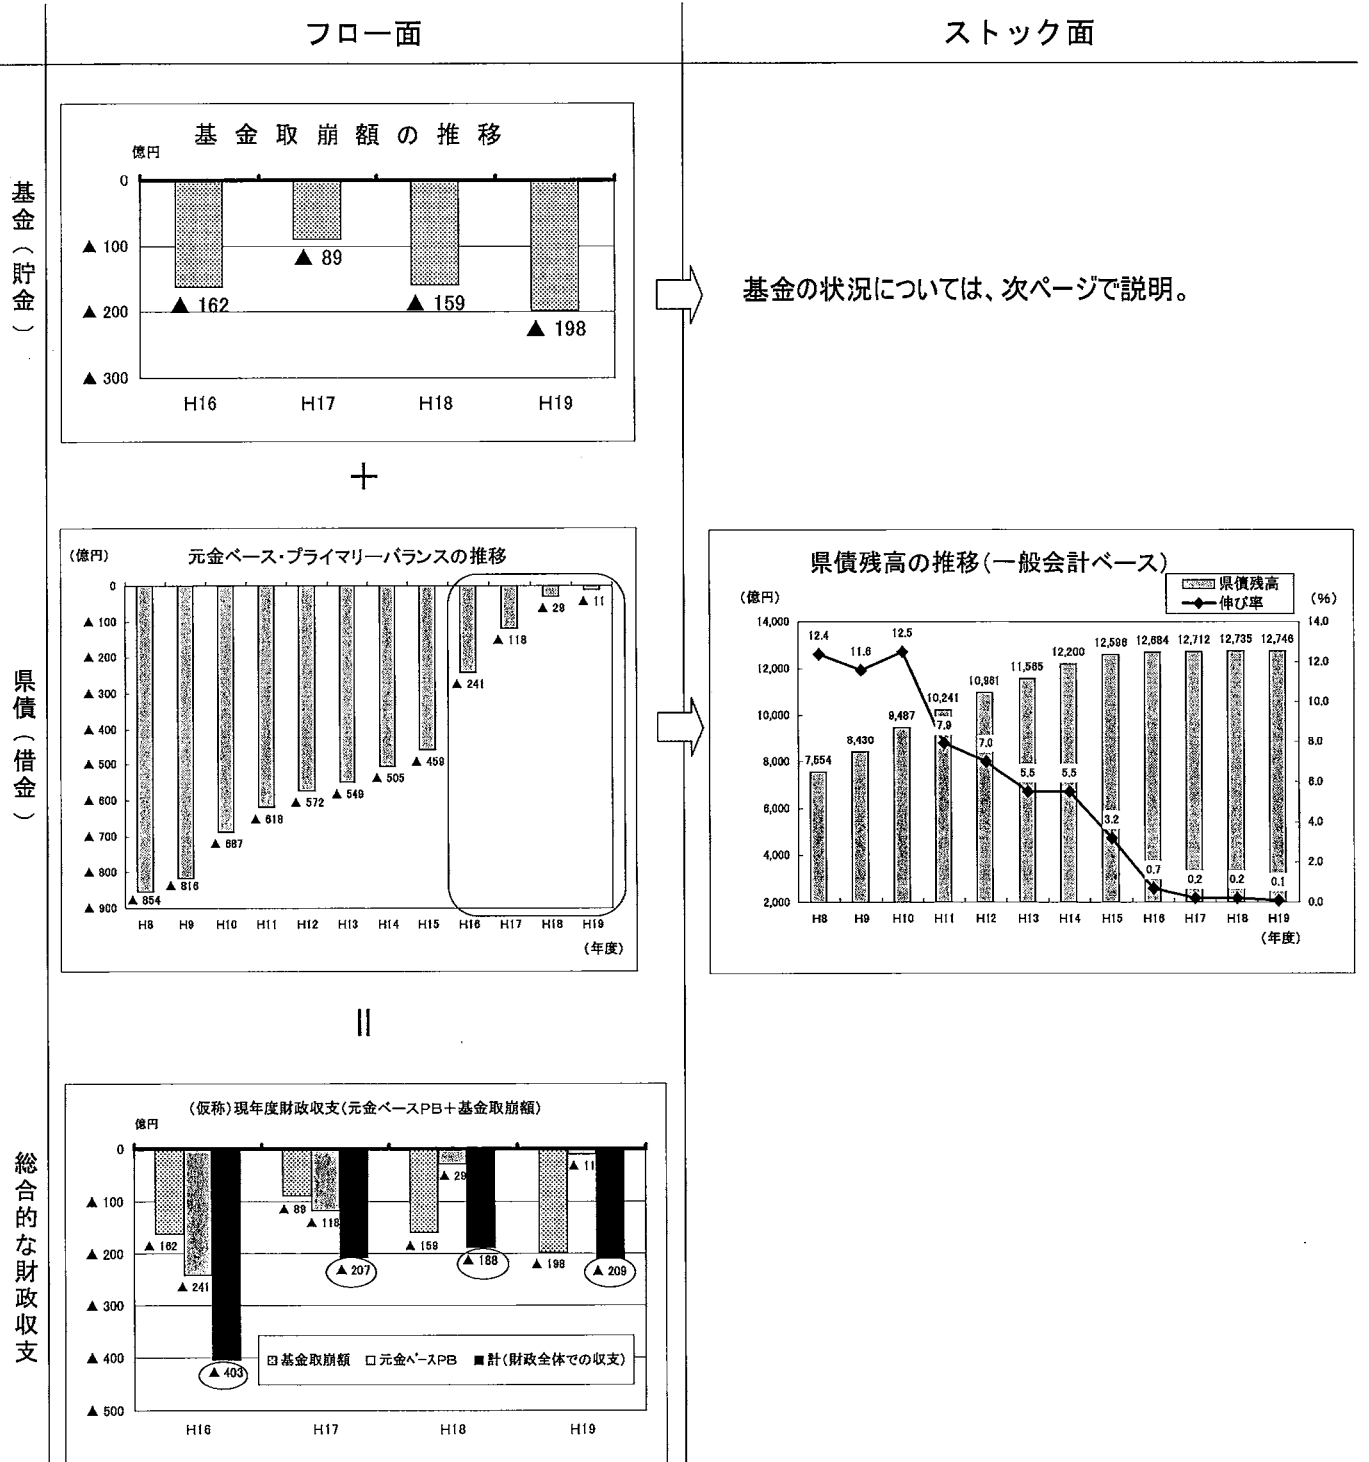 フロー面
ストック面
基金（貯金）
基金取崩額の推移
億円
0
▲ 100
▲ 200
▲ 300
▲ 162
▲ 89
▲ 159
▲ 198
H16 H17 H18 H19
基金の状況については、次ページで説明。
＋
県債（借金）
(億円)
元金ベース・プライマリーバランスの推移
0
▲ 100
▲ 200
▲ 300
▲ 400
▲ 500
▲ 600
▲ 700
▲ 800
▲ 900
▲ 854
▲ 816
▲ 687
▲ 618
▲ 572
▲ 549
▲ 505
▲ 459
▲ 241
▲ 118
▲ 29
▲ 11
H8 H9 H10 H11 H12 H13 H14 H15 H16 H17 H18 H19
(年度)
県債残高の推移(一般会計ベース)
県債残高
伸び率
(億円)
(%)
14,000
12,000
10,000
8,000
6,000
4,000
2,000
14.0
12.0
10.0
8.0
6.0
4.0
2.0
0.0
7,554 8,430 9,487 10,241 10,961 11,565 12,200 12,596 12,684 12,712 12,735 12,746
12.4 11.6 12.5 7.9 7.0 5.5 5.5 3.2 0.7 0.2 0.2 0.1
H8 H9 H10 H11 H12 H13 H14 H15 H16 H17 H18 H19
(年度)
＝
総合的な財政収支
(仮称)現年度財政収支(元金ベースPB＋基金取崩額)
億円
0
▲ 100
▲ 200
▲ 300
▲ 400
▲ 500
▲ 162
▲ 241
▲ 403
▲ 89
▲ 118
▲ 207
▲ 159
▲ 29
▲ 188
▲ 198
▲ 11
▲ 209
基金取崩額 元金ベースPB 計(財政全体での収支)
H16 H17 H18 H19